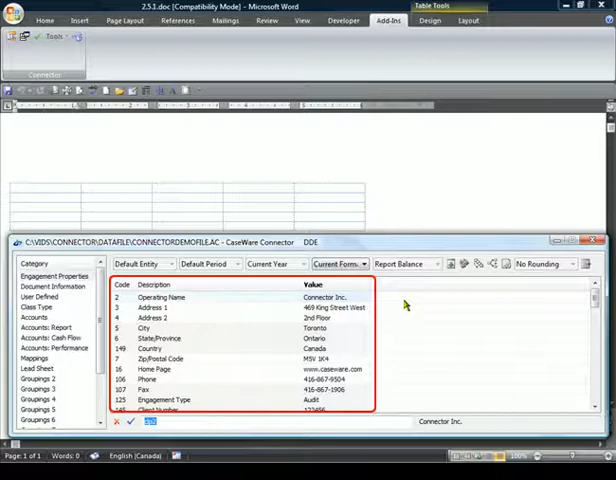 2.5.1.doc [Compatibility Mode] - Microsoft Word
Table Tools
Home Insert Page Layout References Mailings Review View Developer Add-Ins Design Layout
Tools
Connector
C:\VIDS\CONNECTOR\DATAFILE\CONNECTORDEMOFILE.AC - CaseWare Connector DDE
Category
Default Entity Default Period Current Year Current Form Report Balance No Rounding
Engagement Properties
Document Information
User Defined
Class Type
Accounts
Accounts: Report
Accounts: Cash Flow
Accounts: Performance
Mappings
Lead Sheet
Groupings 2
Groupings 3
Groupings 4
Groupings 5
Groupings 6
Code Description Value
2 Operating Name Connector Inc.
3 Address 1 469 King Street West
4 Address 2 2nd Floor
5 City Toronto
6 State/Province Ontario
149 Country Canada
7 Zip/Postal Code M5V 1K4
16 Home Page www.caseware.com
106 Phone 416-867-9504
107 Fax 416-867-1906
125 Engagement Type Audit
145 Client Number 123456
Connector Inc.
Page: 1 of 1 Words: 0 English (Canada) 100%